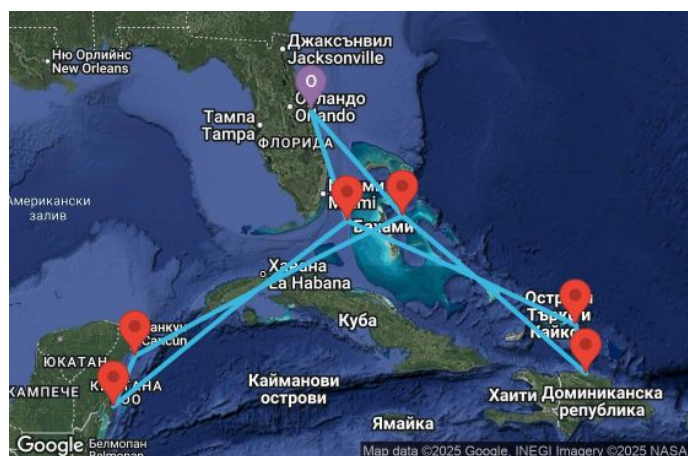 Джаксънвил
Jacksonville
Ню Орлийнс
New Orleans
О
Орландо
Orlando
Тампа
Tampa
ФЛОРИДА
Американски
залив
Miami
Бахами
Хавана
La Habana
Куба
Cancún
ЮКАТАН
КАМПЕЧЕ
Кайманови
острови
Острови
Търкс и
Кайкос
Хаити
Доминиканска
република
Ямайка
Белмопан
Belmopan
Google
Map data ©2025 Google, INEGI Imagery ©2025 NASA